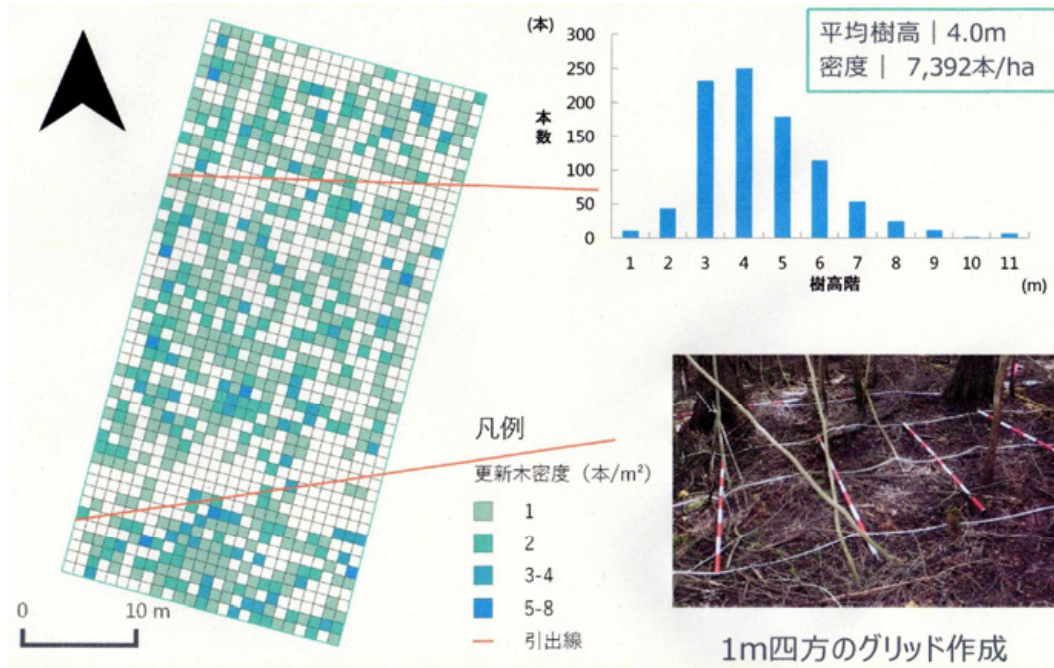 (本)
300
250
200
150
100
50
0
本数
1 2 3 4 5 6 7 8 9 10 11
樹高階
(m)
平均樹高｜4.0m
密度｜ 7,392本/ha
凡例
更新木密度（本/m²）
1
2
3-4
5-8
引出線
0 10 m
1m四方のグリッド作成